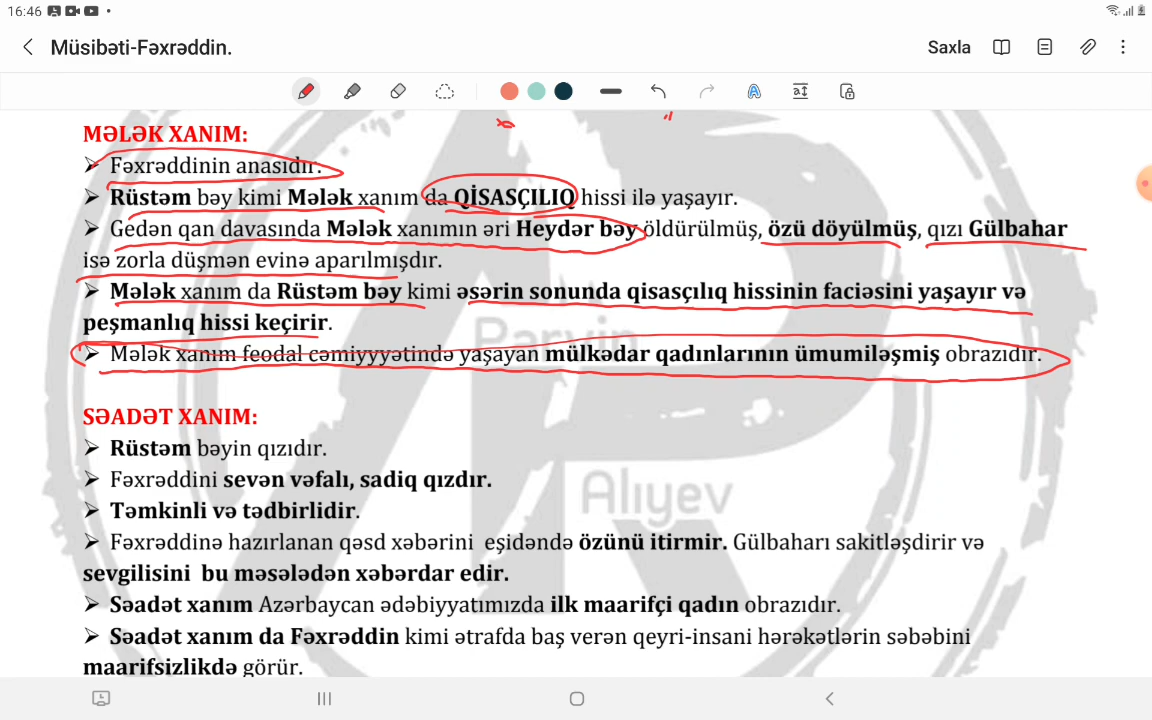 16:46
Müsibəti-Fəxrəddin.
Saxla
MƏLƏK XANIM:
➢ Fəxrəddinin anasıdır.
➢ Rüstəm bəy kimi Mələk xanım da QİSASÇILIQ hissi ilə yaşayır.
➢ Gedən qan davasında Mələk xanımın əri Heydər bəy öldürülmüş, özü döyülmüş, qızı Gülbahar
isə zorla düşmən evinə aparılmışdır.
➢ Mələk xanım da Rüstəm bəy kimi əsərin sonunda qisasçılıq hissinin faciəsini yaşayır və
peşmanlıq hissi keçirir.
Parvin
➢ Mələk xanım feodal cəmiyyyətində yaşayan mülkədar qadınlarının ümumiləşmiş obrazıdır.
SƏADƏT XANIM:
➢ Rüstəm bəyin qızıdır.
➢ Fəxrəddini sevən vəfalı, sadiq qızdır.
Alıyev
➢ Təmkinli və tədbirlidir.
➢ Fəxrəddinə hazırlanan qəsd xəbərini eşidəndə özünü itirmir. Gülbaharı sakitləşdirir və
sevgilisini bu məsələdən xəbərdar edir.
➢ Səadət xanım Azərbaycan ədəbiyyatımızda ilk maarifçi qadın obrazıdır.
➢ Səadət xanım da Fəxrəddin kimi ətrafda baş verən qeyri-insani hərəkətlərin səbəbini
maarifsizlikdə görür.